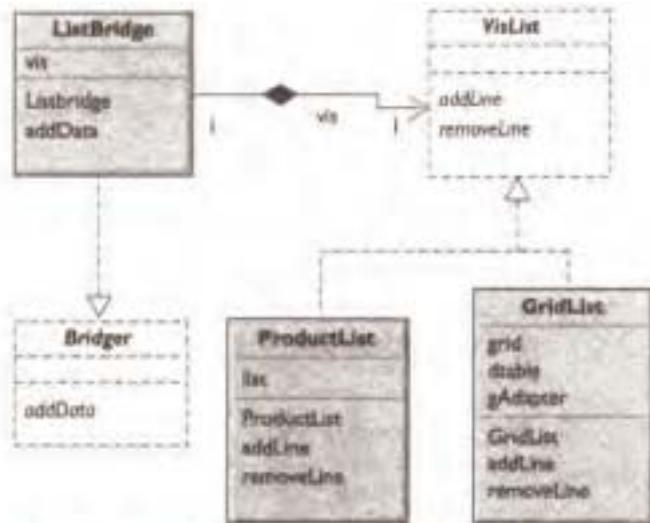 ListBridge
vis
Listbridge
addData
1
vis
1
VisList
addLine
removeLine
Bridger
addData
ProductList
list
ProductList
addLine
removeLine
GridList
grid
dtable
gAdapter
GridList
addLine
removeLine